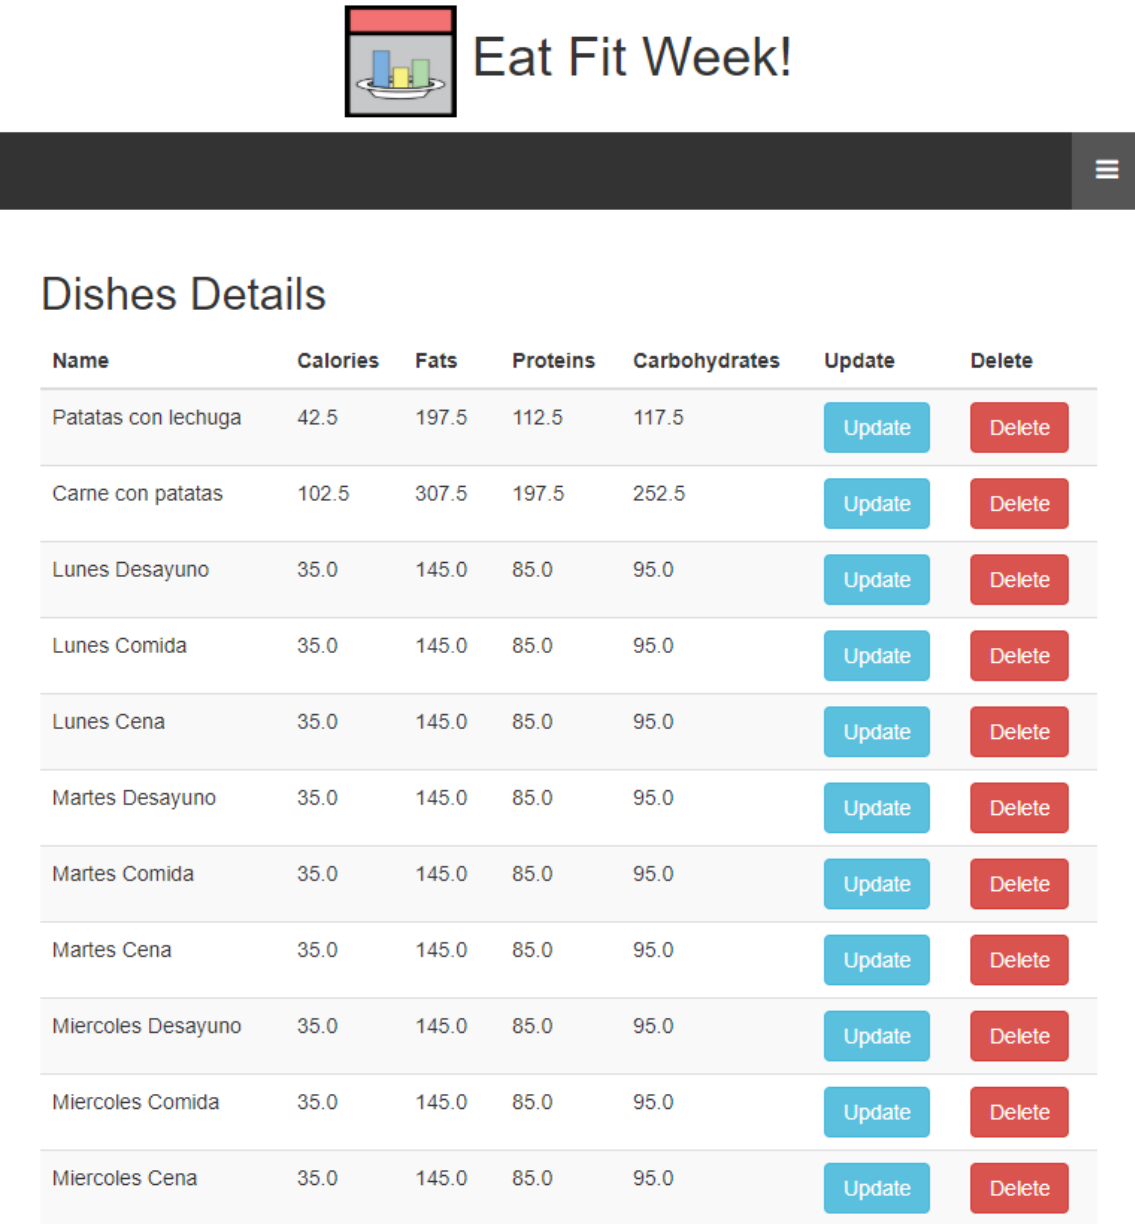 Eat Fit Week!
Dishes Details
Name Calories Fats Proteins Carbohydrates Update Delete
Patatas con lechuga 42.5 197.5 112.5 117.5 Update Delete
Carne con patatas 102.5 307.5 197.5 252.5 Update Delete
Lunes Desayuno 35.0 145.0 85.0 95.0 Update Delete
Lunes Comida 35.0 145.0 85.0 95.0 Update Delete
Lunes Cena 35.0 145.0 85.0 95.0 Update Delete
Martes Desayuno 35.0 145.0 85.0 95.0 Update Delete
Martes Comida 35.0 145.0 85.0 95.0 Update Delete
Martes Cena 35.0 145.0 85.0 95.0 Update Delete
Miercoles Desayuno 35.0 145.0 85.0 95.0 Update Delete
Miercoles Comida 35.0 145.0 85.0 95.0 Update Delete
Miercoles Cena 35.0 145.0 85.0 95.0 Update Delete